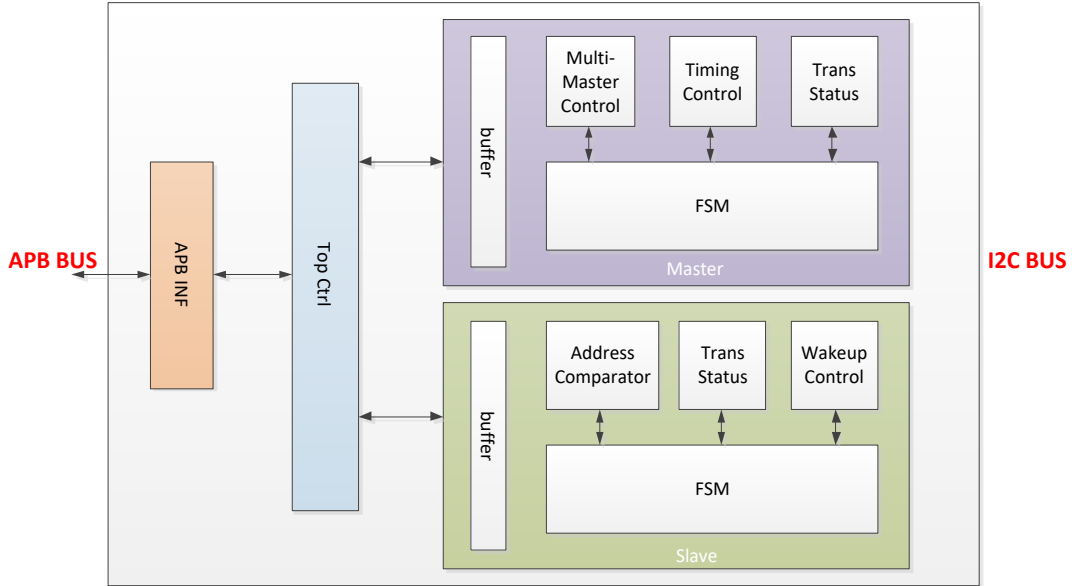 APB BUS
APB INF
Top Ctrl
buffer
Multi-
Master
Control
Timing
Control
Trans
Status
FSM
Master
buffer
Address
Comparator
Trans
Status
Wakeup
Control
FSM
Slave
I2C BUS